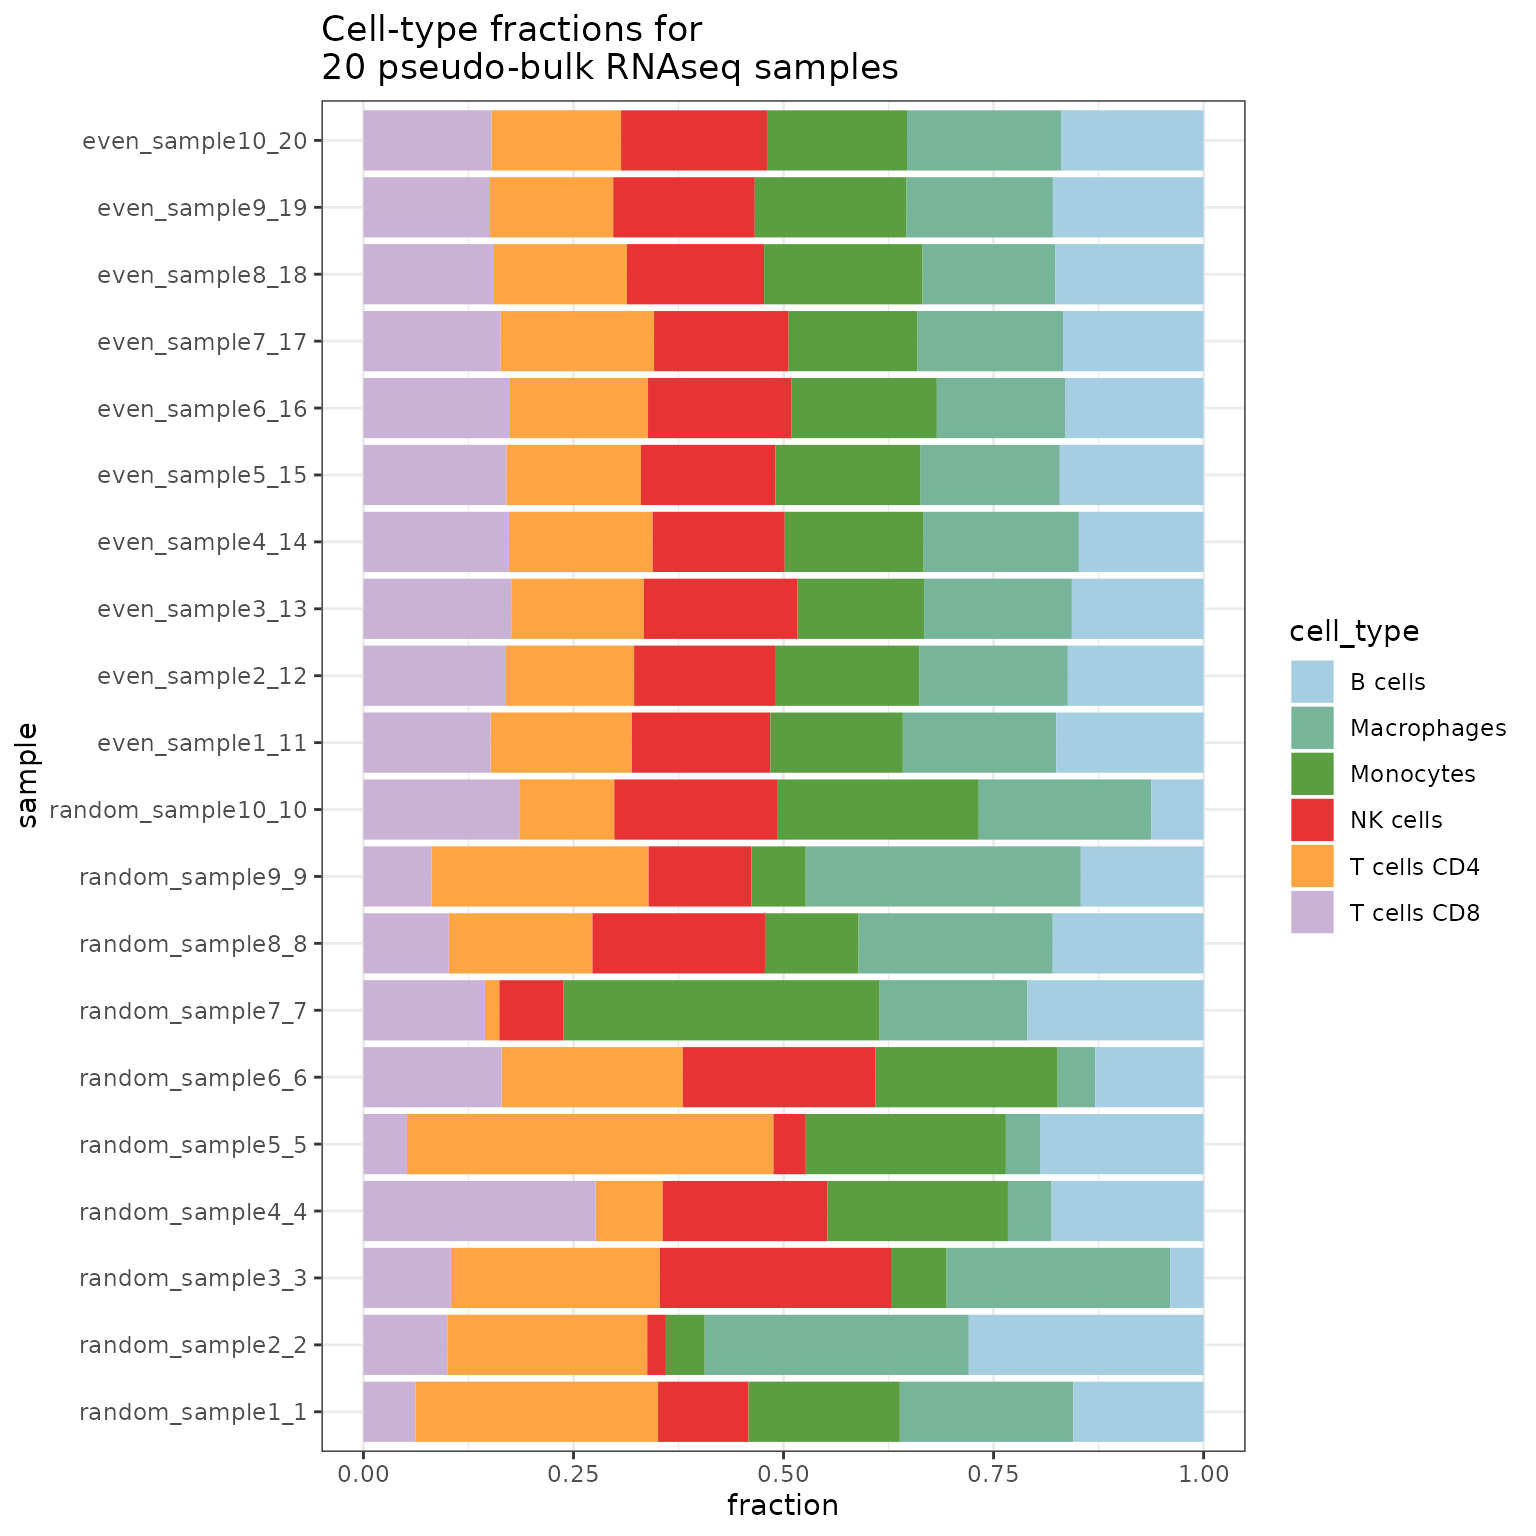 Cell-type fractions for
20 pseudo-bulk RNAseq samples
even_sample10_20
even_sample9_19
even_sample8_18
even_sample7_17
even_sample6_16
even_sample5_15
even_sample4_14
even_sample3_13
even_sample2_12
even_sample1_11
random_sample10_10
random_sample9_9
random_sample8_8
random_sample7_7
random_sample6_6
random_sample5_5
random_sample4_4
random_sample3_3
random_sample2_2
random_sample1_1
sample
0.00 0.25 0.50 0.75 1.00
fraction
cell_type
B cells
Macrophages
Monocytes
NK cells
T cells CD4
T cells CD8